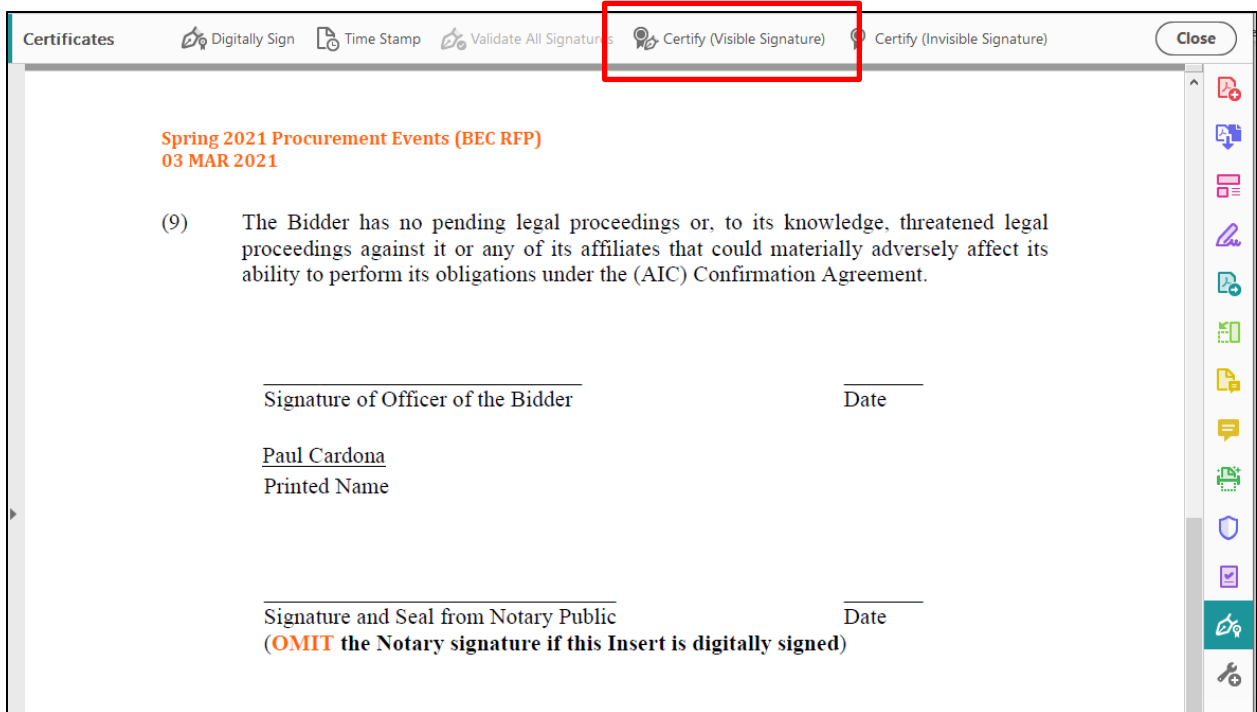 Certificates Digitally Sign Time Stamp Validate All Signatures Certify (Visible Signature) Certify (Invisible Signature) Close
Spring 2021 Procurement Events (BEC RFP)
03 MAR 2021
(9) The Bidder has no pending legal proceedings or, to its knowledge, threatened legal
proceedings against it or any of its affiliates that could materially adversely affect its
ability to perform its obligations under the (AIC) Confirmation Agreement.
Signature of Officer of the Bidder Date
Paul Cardona
Printed Name
Signature and Seal from Notary Public Date
(OMIT the Notary signature if this Insert is digitally signed)